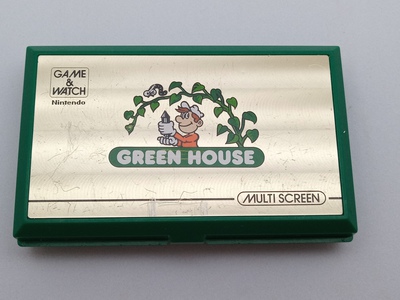 GAME
&
WATCH
Nintendo
GREEN HOUSE
MULTI SCREEN